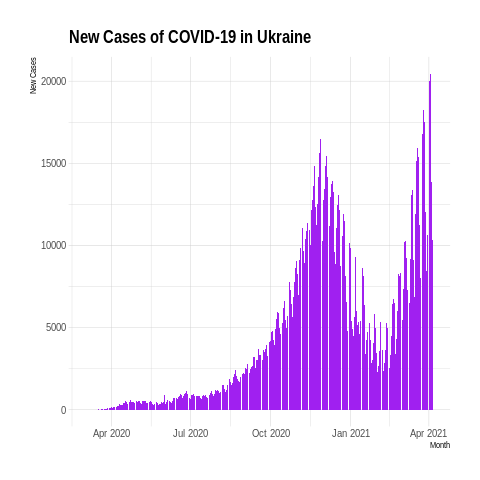 New Cases of COVID-19 in Ukraine
New Cases
20000
15000
10000
5000
0
Apr 2020 Jul 2020 Oct 2020 Jan 2021 Apr 2021
Month